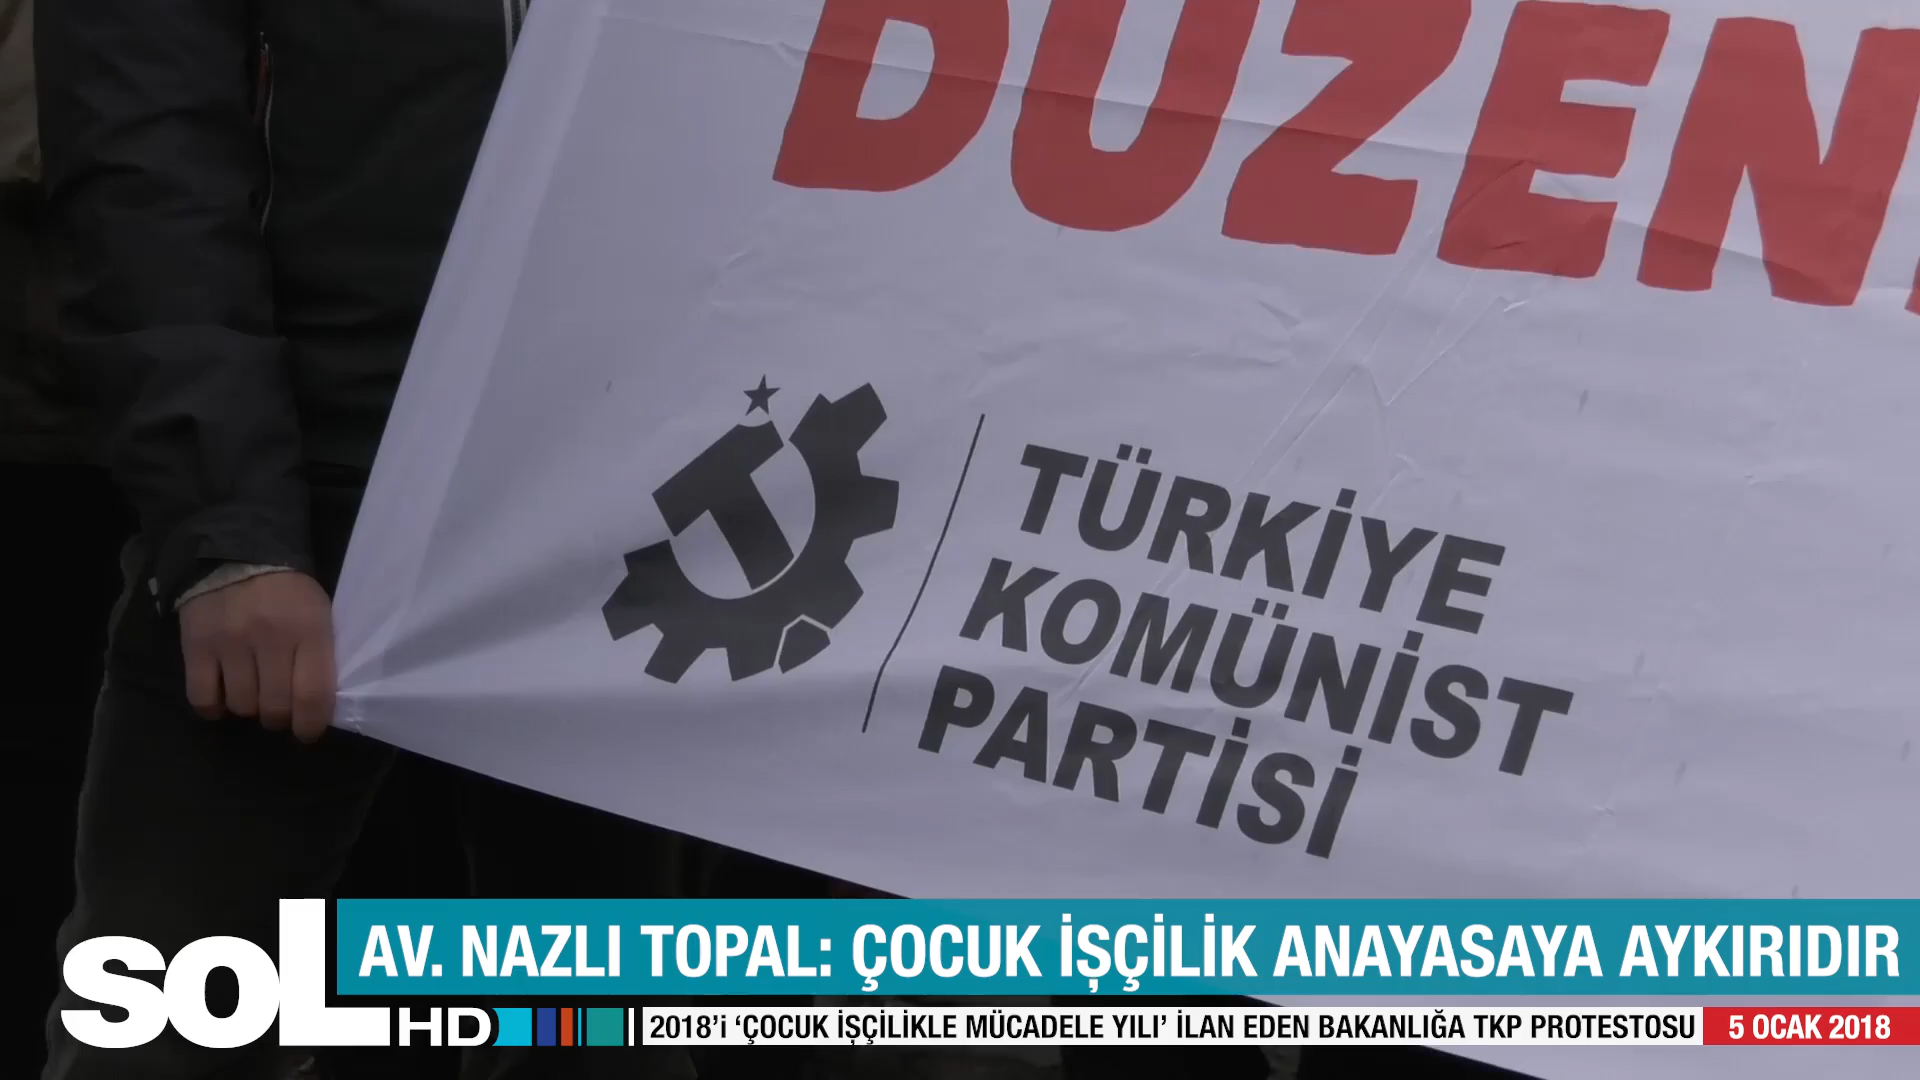 DÜZEN
TÜRKİYE
KOMÜNİST
PARTİSİ
soL
HD
AV. NAZLI TOPAL: ÇOCUK İŞÇİLİK ANAYASAYA AYKIRIDIR
2018’i ‘ÇOCUK İŞÇİLİKLE MÜCADELE YILI’ İLAN EDEN BAKANLIĞA TKP PROTESTOSU
5 OCAK 2018